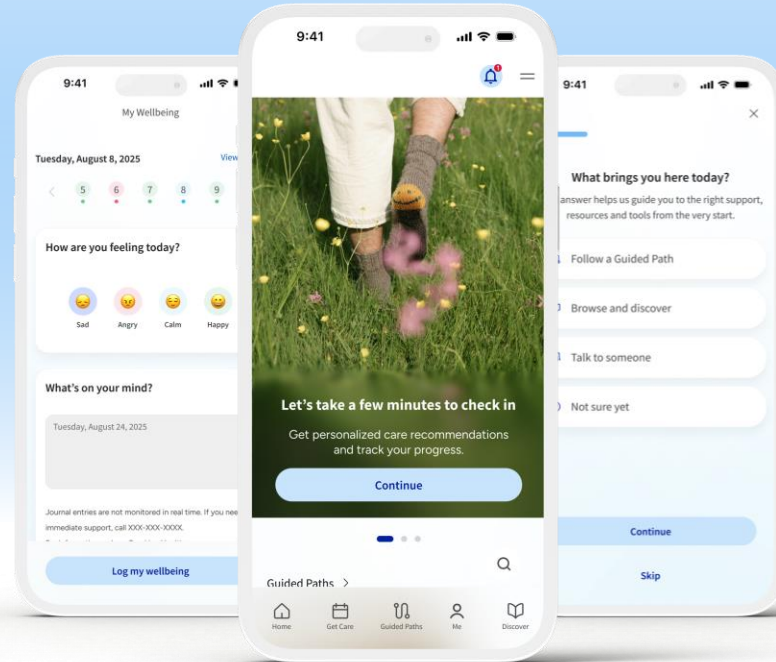 9:41
My Wellbeing
Tuesday, August 8, 2025
View
5 6 7 8 9
How are you feeling today?
Sad Angry Calm Happy
What's on your mind?
Tuesday, August 24, 2025
Journal entries are not monitored in real time. If you need
immediate support, call XXX-XXX-XXXX.
Log my wellbeing
9:41
1
Let's take a few minutes to check in
Get personalized care recommendations
and track your progress.
Continue
Guided Paths >
Home Get Care Guided Paths Me Discover
9:41
What brings you here today?
answer helps us guide you to the right support,
resources and tools from the very start.
Follow a Guided Path
Browse and discover
Talk to someone
Not sure yet
Continue
Skip